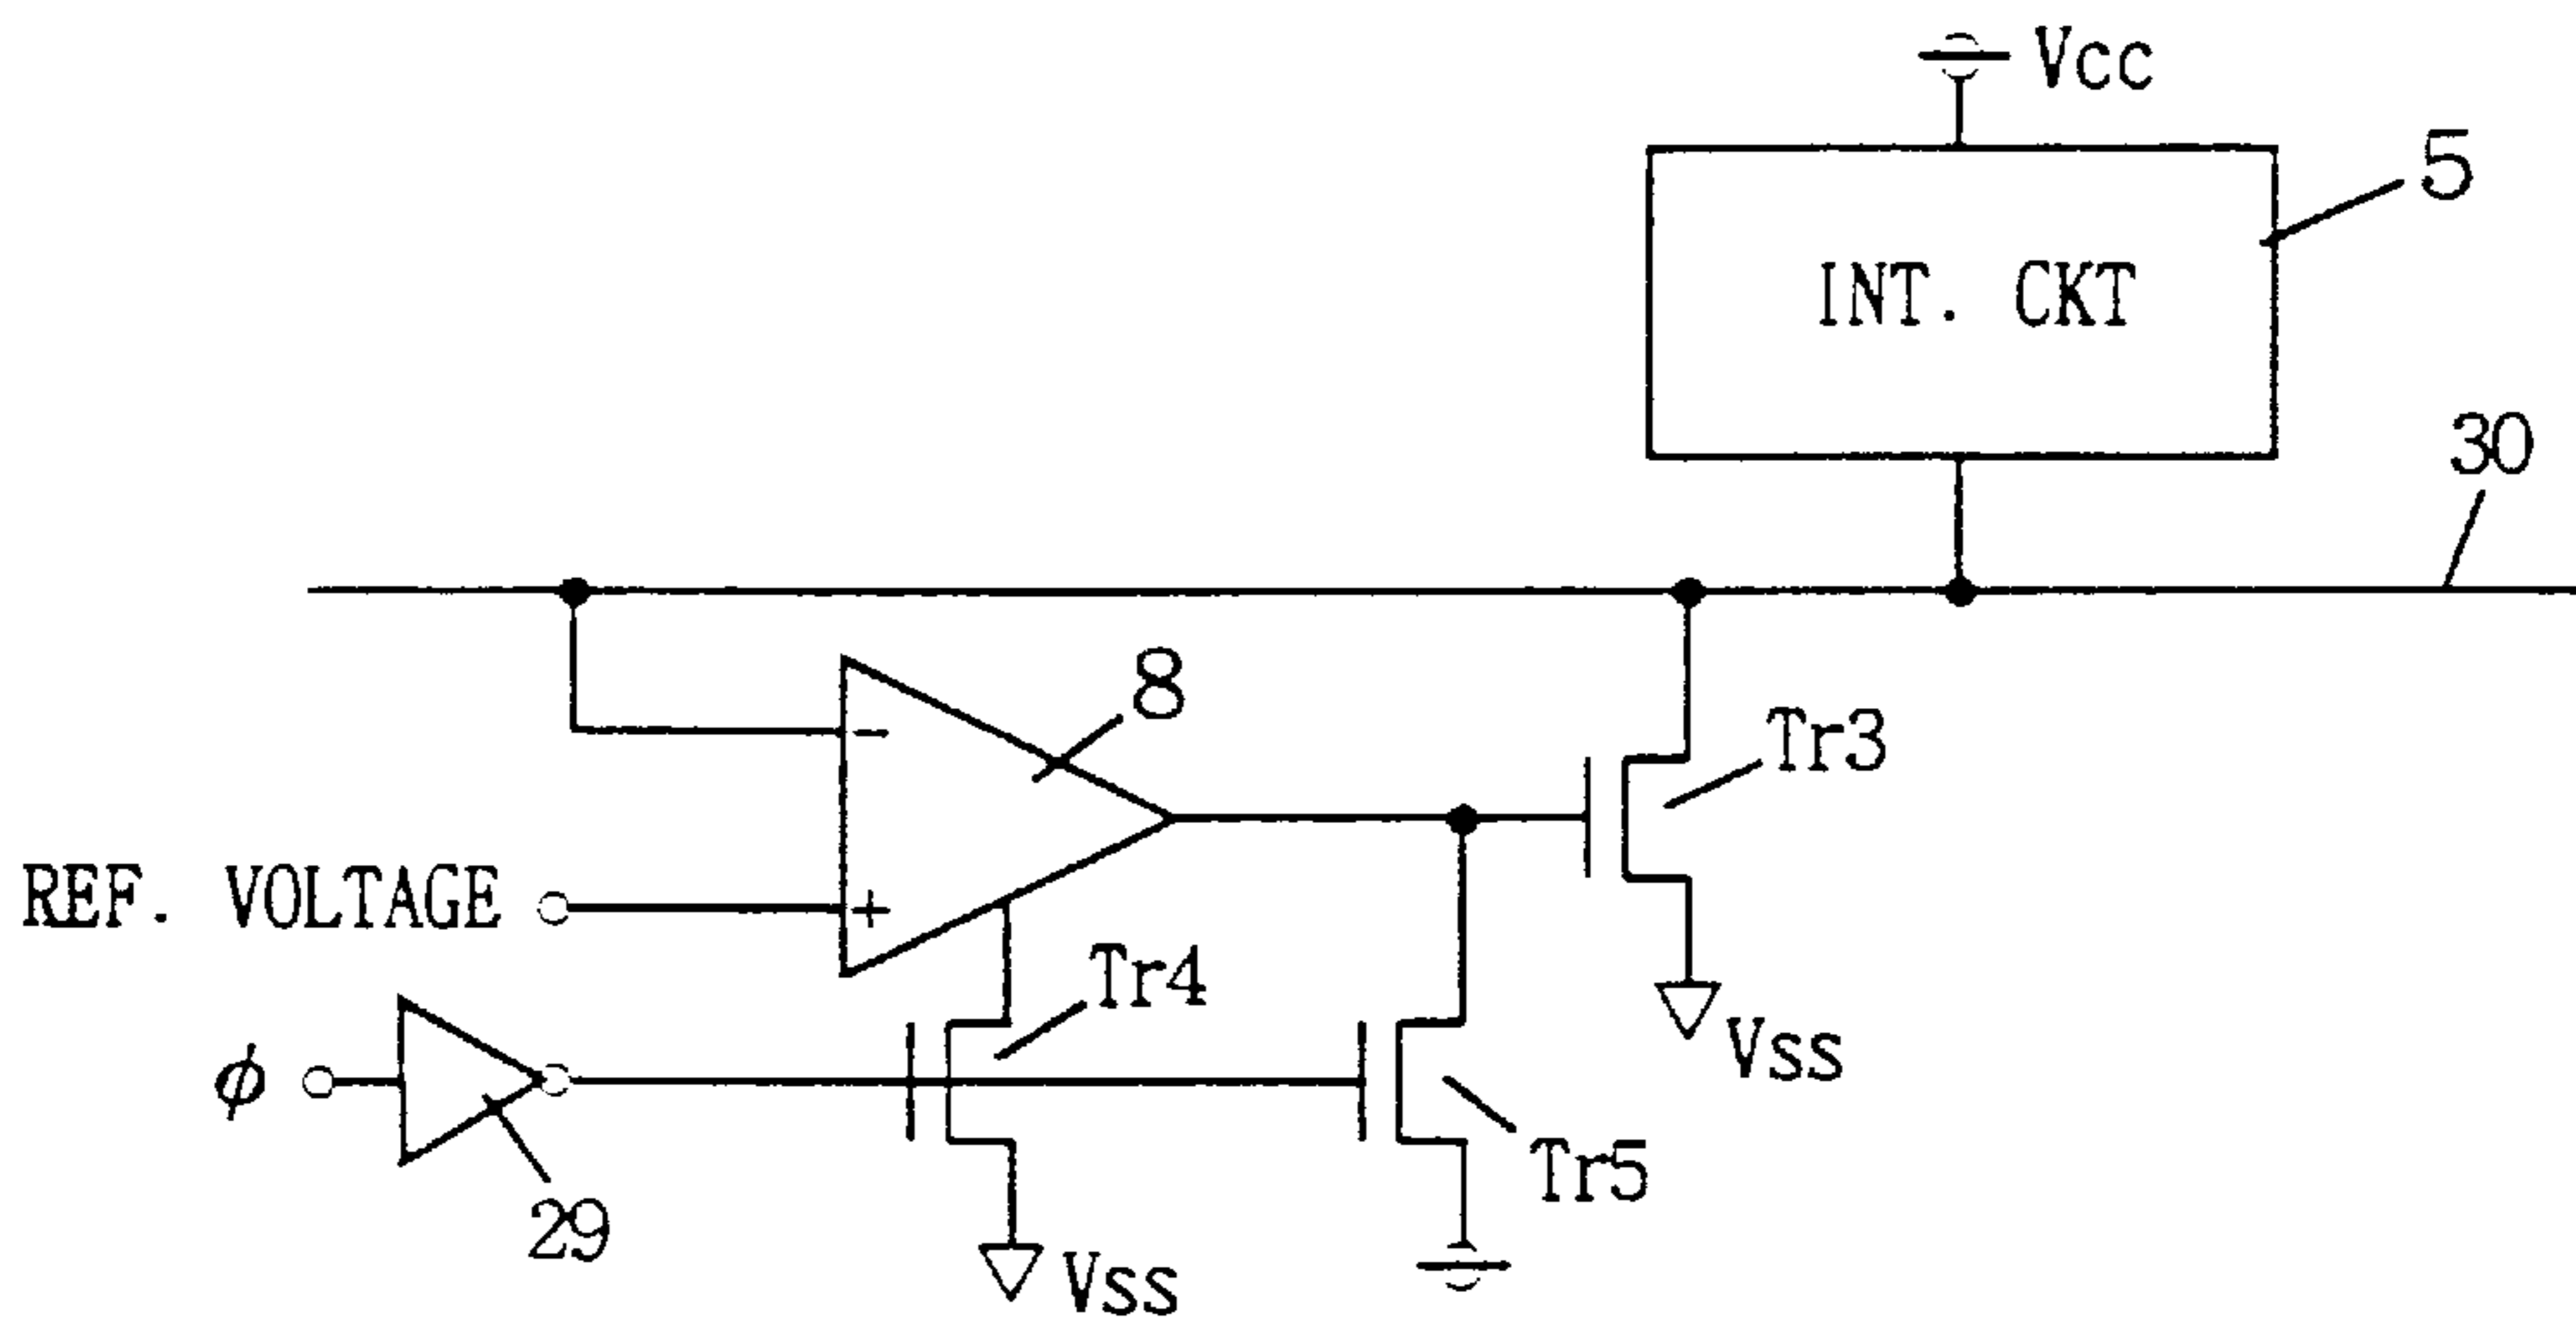 Vcc
5
INT. CKT
30
8
Tr3
REF. VOLTAGE
-
+
Tr4
Vss
ϕ
29
Tr5
Vss